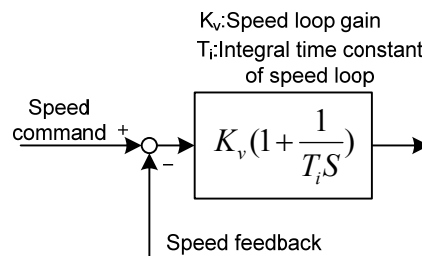 Kv:Speed loop gain
Ti:Integral time constant
of speed loop
Speed
command
+
−
Kv(1+1/TiS)
Speed feedback